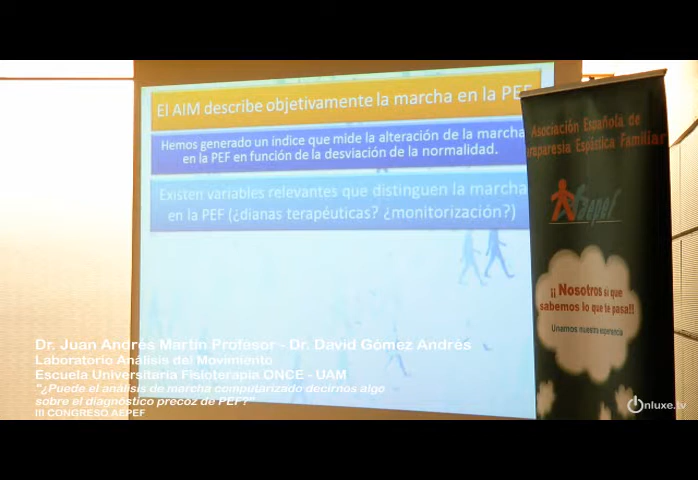 El AIM describe objetivamente la marcha en la PEF
Hemos generado un índice que mide la alteración de la marcha
en la PEF en función de la desviación de la normalidad.
Existen variables relevantes que distinguen la marcha
en la PEF (¿dianas terapéuticas? ¿monitorización?)
Asociación Española de
Paraparesia Espástica Familiar
aepef
¡¡ Nosotros si que
sabemos lo que te pasa!!
Unamos nuestra esperanza
Dr. Juan Andrés Martín Profesor - Dr. David Gómez Andrés
Laboratorio Análisis del Movimiento
Escuela Universitaria Fisioterapia ONCE - UAM
"¿Puede el análisis de marcha computarizado decirnos algo
sobre el diagnóstico precoz de PEF?"
III CONGRESO AEPEF
Onluxe.tv